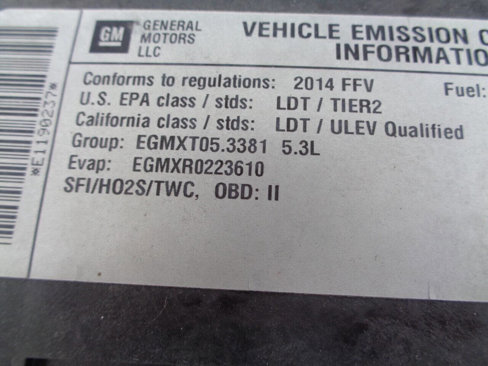 GM
GENERAL
MOTORS
LLC
VEHICLE EMISSION
INFORMATIO
Conforms to regulations: 2014 FFV Fuel:
U.S. EPA class / stds: LDT / TIER2
California class / stds: LDT / ULEV Qualified
Group: EGMXT05.3381 5.3L
Evap: EGMXR0223610
SFI/HO2S/TWC, OBD: II
*E1190237*